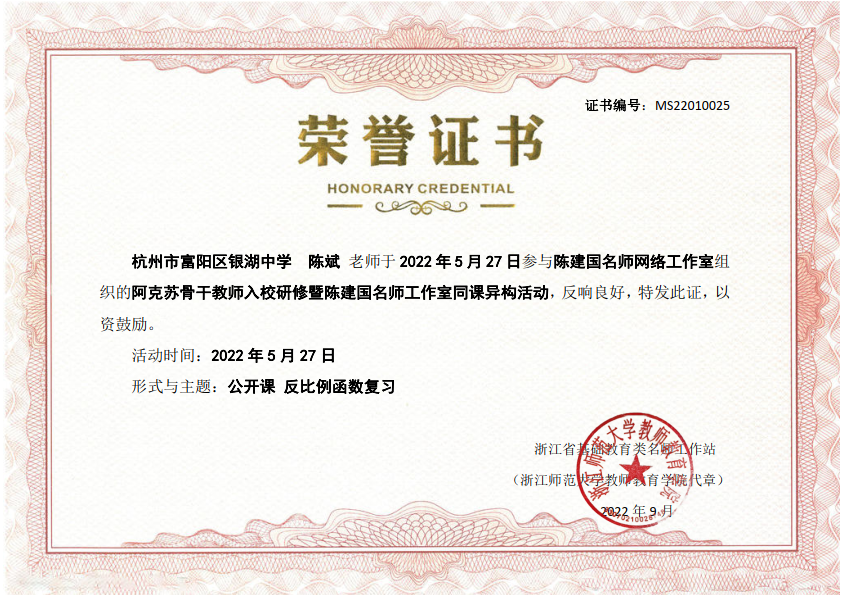 证书编号：MS22010025
荣誉证书
HONORARY CREDENTIAL
杭州市富阳区银湖中学 陈斌 老师于 2022 年 5 月 27 日参与陈建国名师网络工作室组
织的阿克苏骨干教师入校研修暨陈建国名师工作室同课异构活动，反响良好，特发此证，以
资鼓励。
活动时间：2022 年 5 月 27 日
形式与主题：公开课 反比例函数复习
浙江省基础教育类名师工作站
（浙江师范大学教师教育学院代章）
2022 年 9 月
浙江师范大学教师教育学院